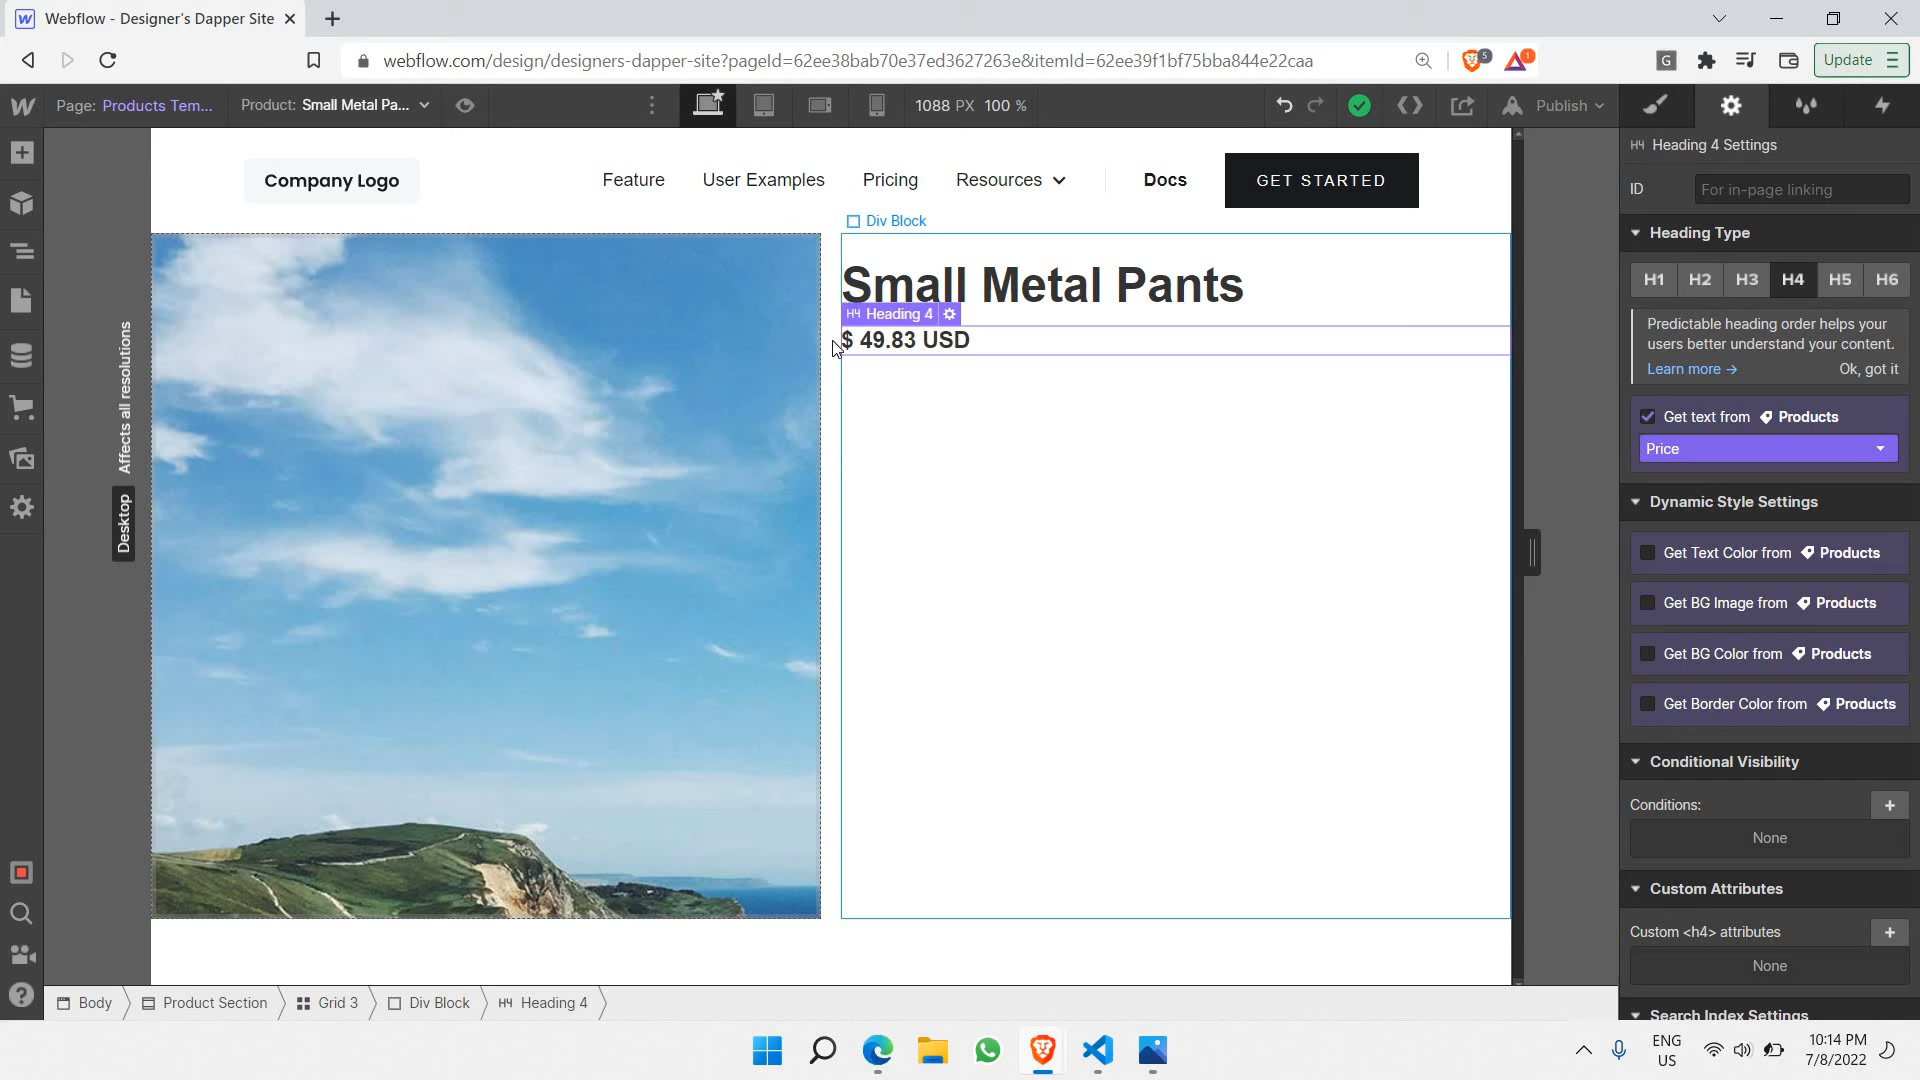 Webflow - Designer's Dapper Site
webflow.com/design/designers-dapper-site?pageId=62ee38bab70e37ed3627263e&itemId=62ee39f1bf75bba844e22caa
5
1
G
Update
Page: Products Tem...
Product: Small Metal Pa...
1088 PX 100 %
Publish
Company Logo
Feature
User Examples
Pricing
Resources
Docs
GET STARTED
Div Block
Small Metal Pants
H4 Heading 4
$ 49.83 USD
Affects all resolutions
Desktop
H4 Heading 4 Settings
ID
For in-page linking
Heading Type
H1 H2 H3 H4 H5 H6
Predictable heading order helps your
users better understand your content.
Learn more →
Ok, got it
Get text from Products
Price
Dynamic Style Settings
Get Text Color from Products
Get BG Image from Products
Get BG Color from Products
Get Border Color from Products
Conditional Visibility
Conditions:
None
Custom Attributes
Custom <h4> attributes
None
Search Index Settings
Body
Product Section
Grid 3
Div Block
H4 Heading 4
ENG
US
10:14 PM
7/8/2022